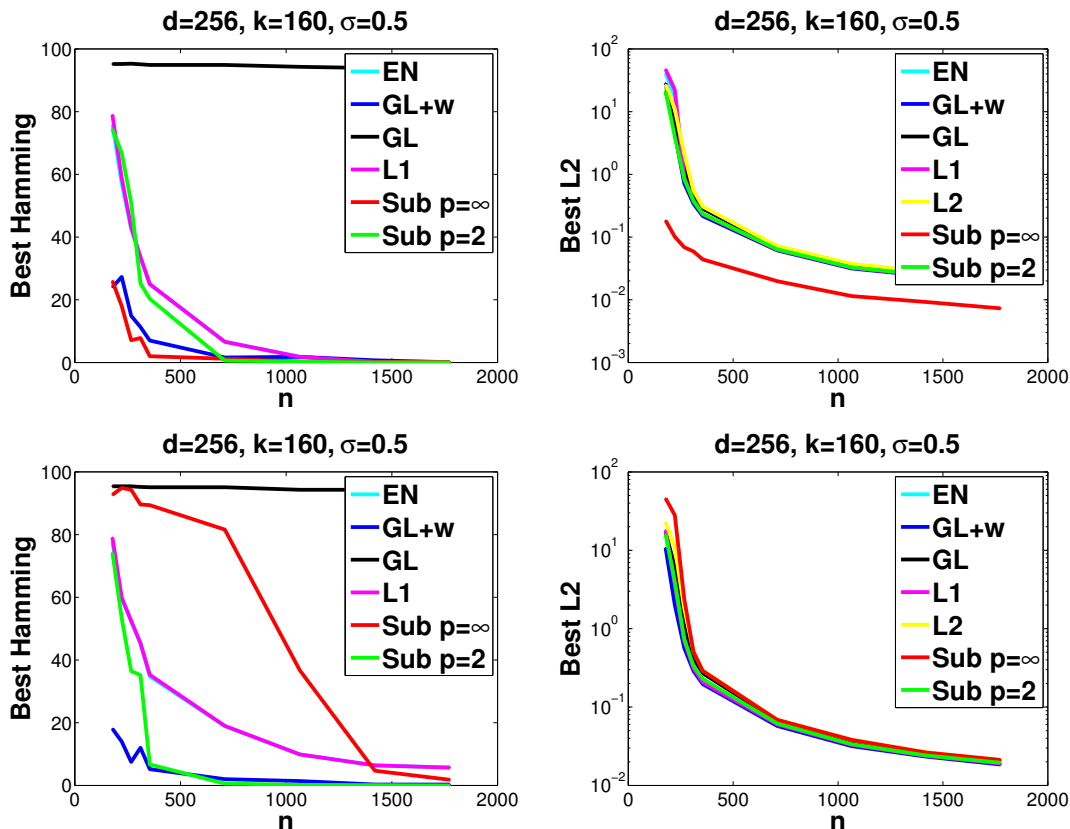 d=256, k=160, σ=0.5
Best Hamming
100
80
60
40
20
0
0
500
1000
1500
2000
n
EN
GL+w
GL
L1
Sub p=∞
Sub p=2
d=256, k=160, σ=0.5
Best L2
10^2
10^1
10^0
10^-1
10^-2
10^-3
0
500
1000
1500
2000
n
EN
GL+w
GL
L1
L2
Sub p=∞
Sub p=2
d=256, k=160, σ=0.5
Best Hamming
100
80
60
40
20
0
0
500
1000
1500
2000
n
EN
GL+w
GL
L1
Sub p=∞
Sub p=2
d=256, k=160, σ=0.5
Best L2
10^2
10^1
10^0
10^-1
10^-2
0
500
1000
1500
2000
n
EN
GL+w
GL
L1
L2
Sub p=∞
Sub p=2